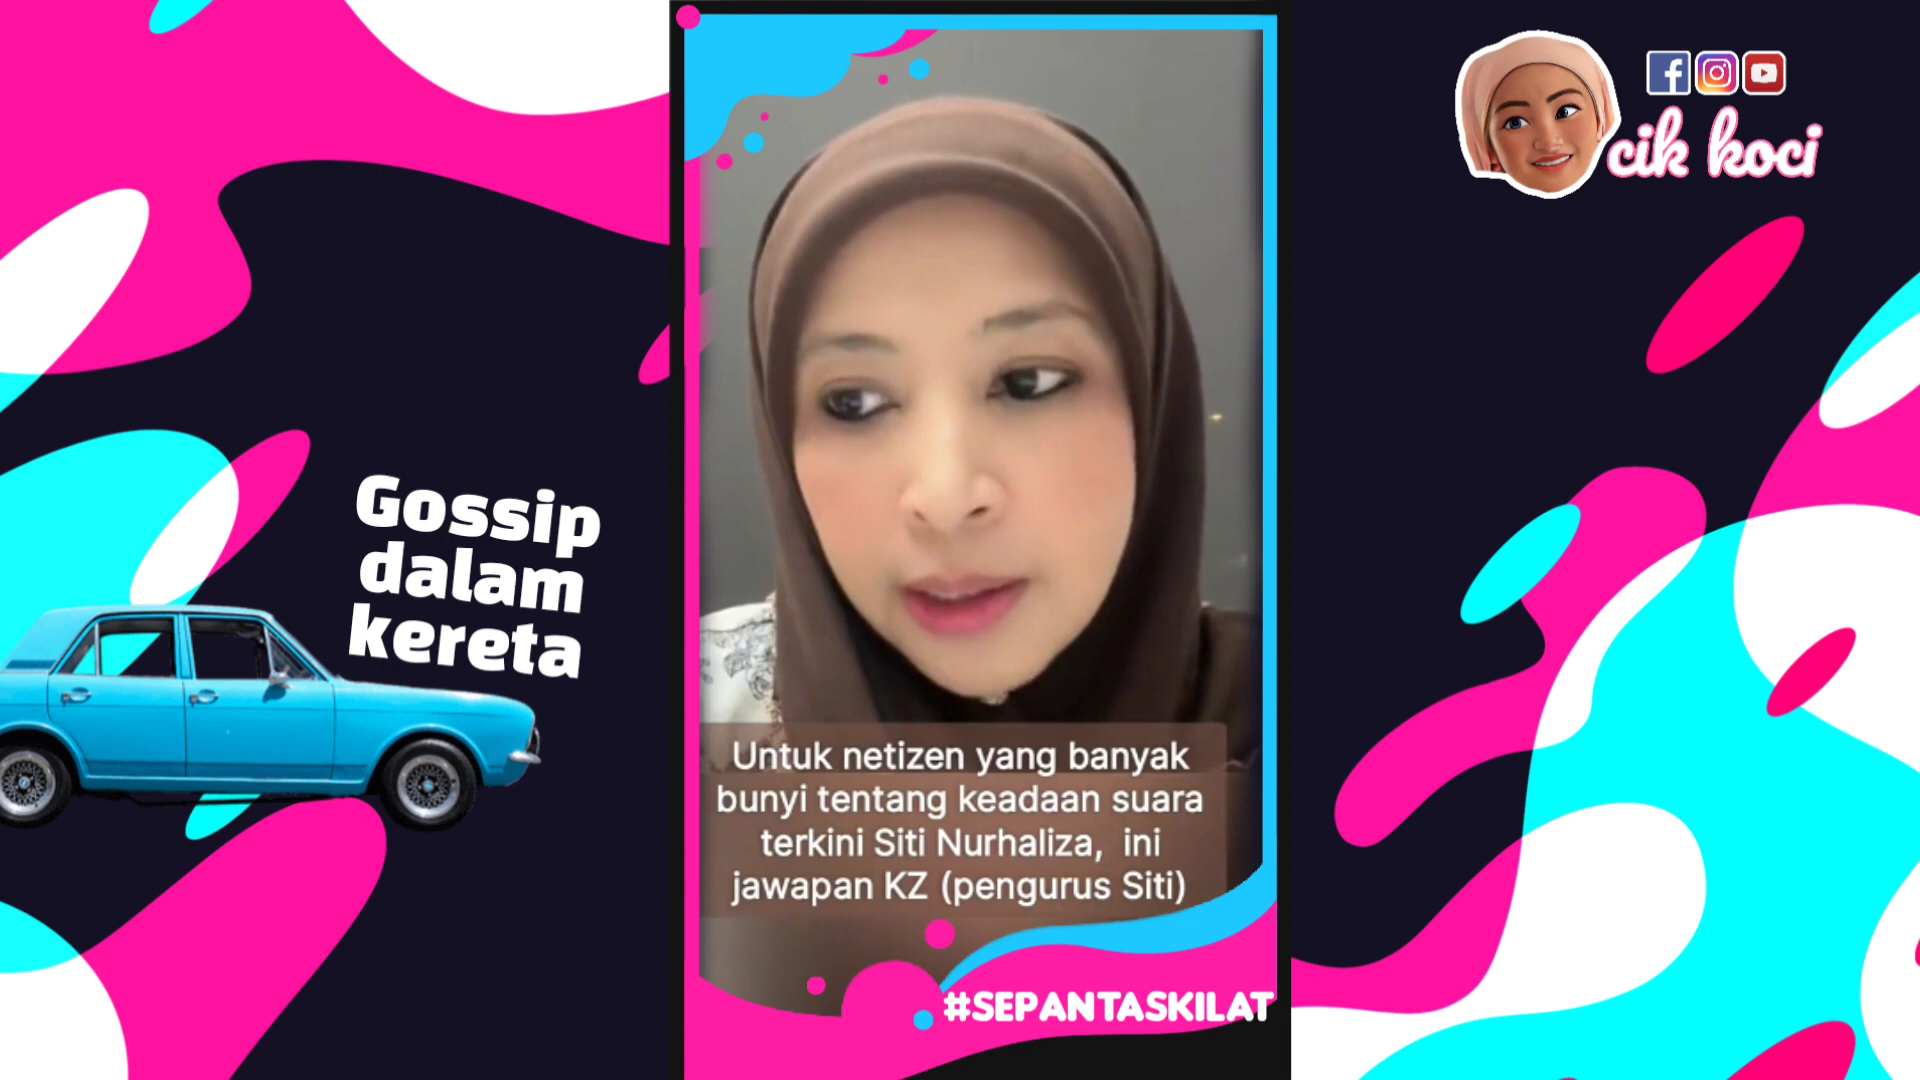 Gossip
dalam
kereta
Untuk netizen yang banyak
bunyi tentang keadaan suara
terkini Siti Nurhaliza, ini
jawapan KZ (pengurus Siti)
#SEPANTASKILAT
cik koci